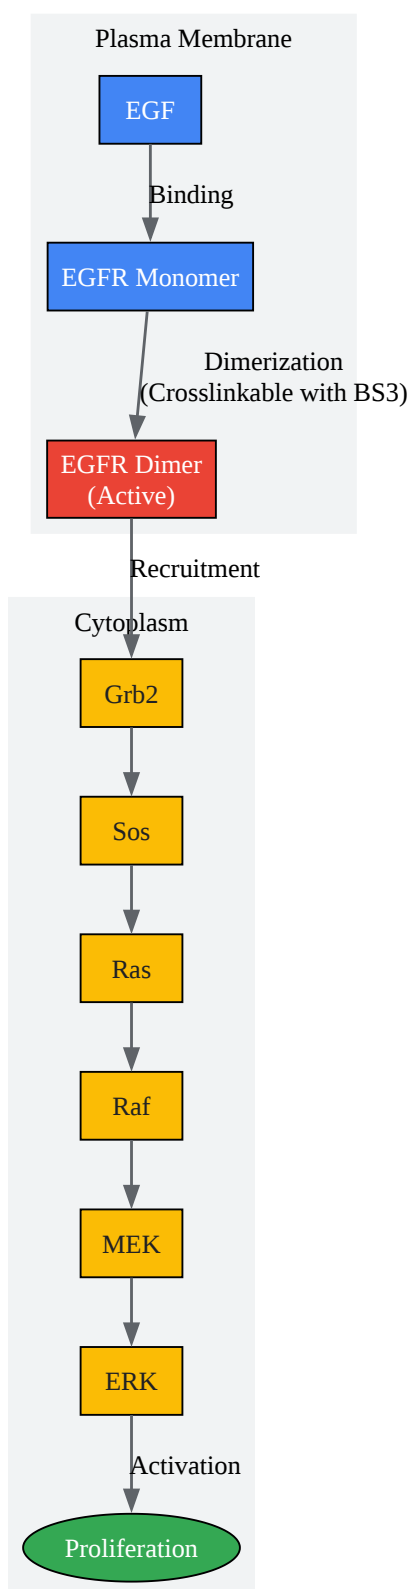 Plasma Membrane
EGF
Binding
EGFR Monomer
Dimerization
(Crosslinkable with BS3)
EGFR Dimer
(Active)
Recruitment
Cytoplasm
Grb2
Sos
Ras
Raf
MEK
ERK
Activation
Proliferation